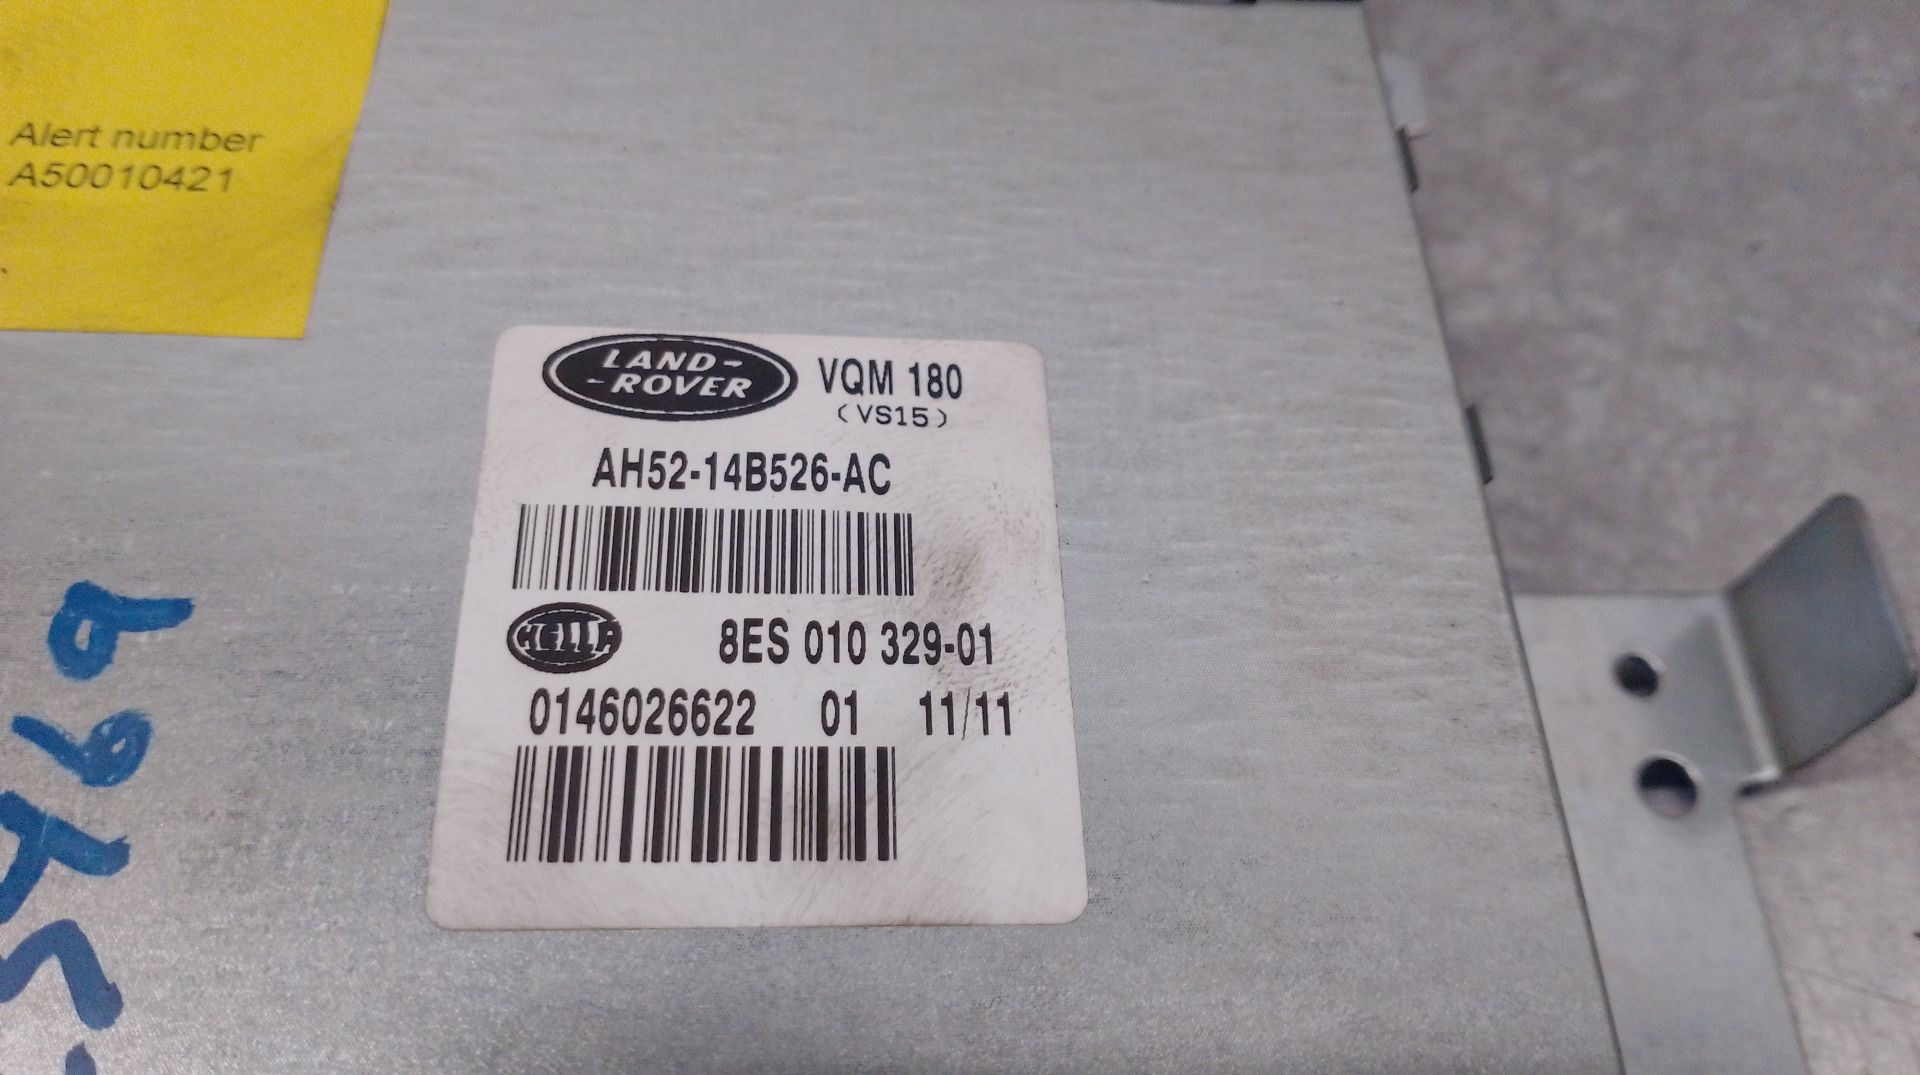 Alert number
A50010421
LAND-
-ROVER
VQM 180
(VS15)
AH52-14B526-AC
HELLA
8ES 010 329-01
0146026622 01 11/11